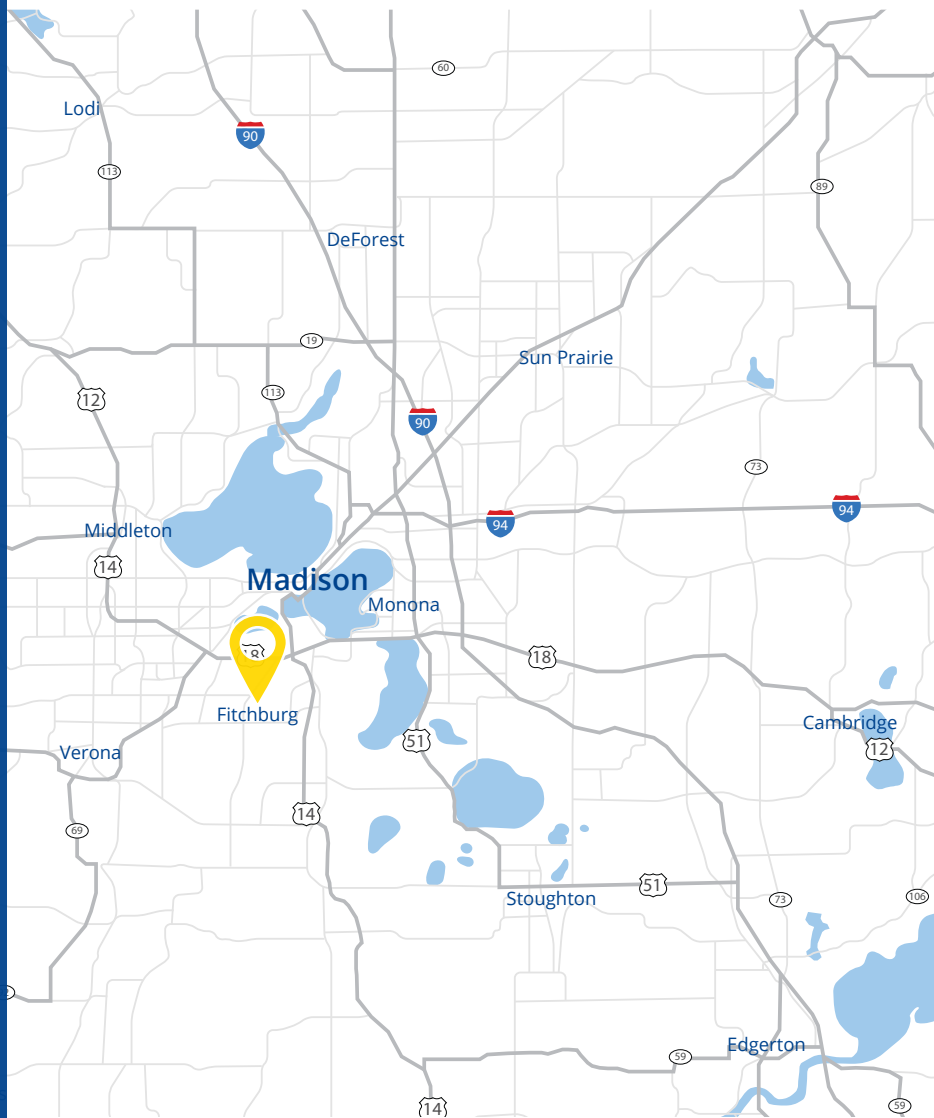 60
Lodi
90
113
89
DeForest
19
Sun Prairie
113
12
90
73
94
94
Middleton
14
Madison
Monona
18
18
Fitchburg
Cambridge
51
12
Verona
14
69
51
73
106
Stoughton
Edgerton
59
59
14